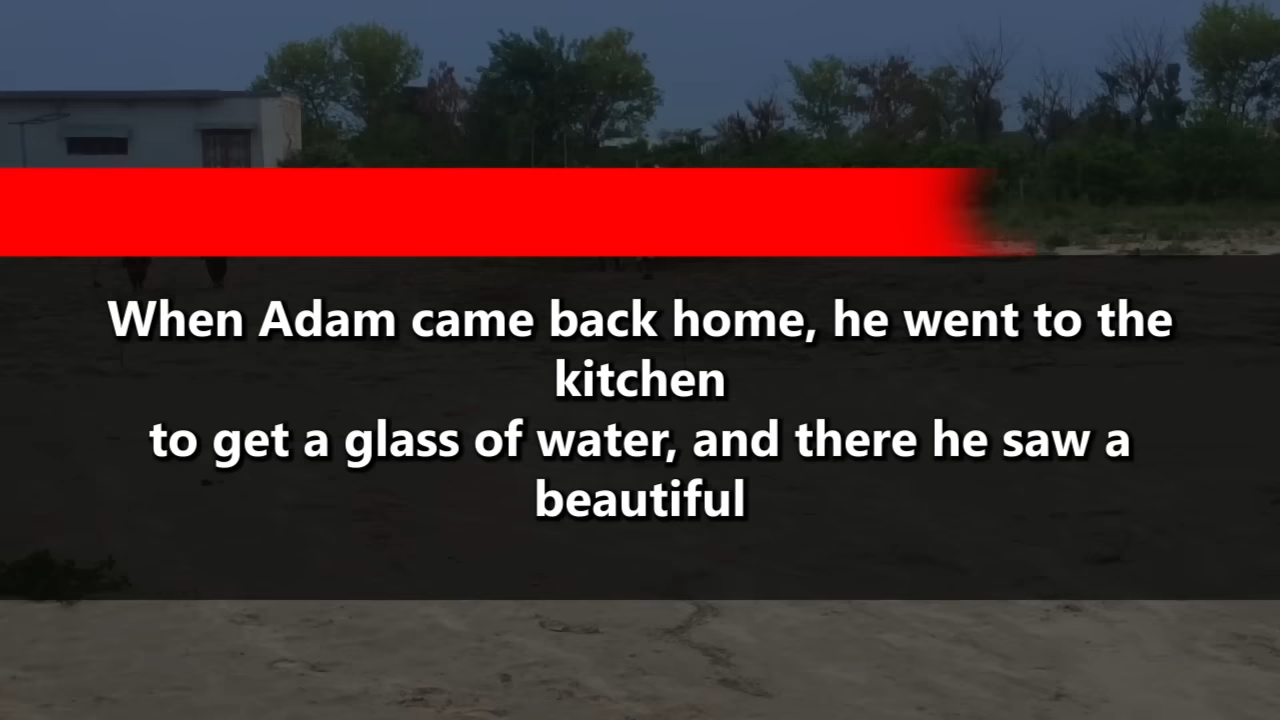 When Adam came back home, he went to the
kitchen
to get a glass of water, and there he saw a
beautiful